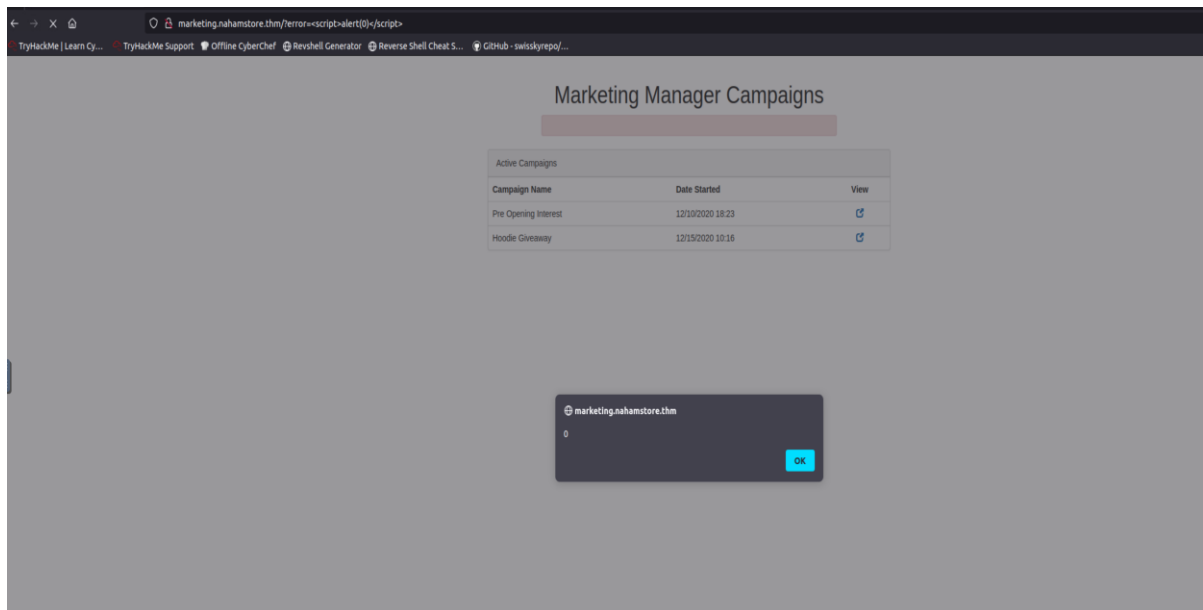 marketing.nahamstore.thm/?error=<script>alert(0)</script>
TryHackMe | Learn Cy... TryHackMe Support Offline CyberChef Revshell Generator Reverse Shell Cheat S... GitHub - swisskyrepo/...
Marketing Manager Campaigns
Active Campaigns
Campaign Name Date Started View
Pre Opening Interest 12/10/2020 18:23
Hoodie Giveaway 12/15/2020 10:16
marketing.nahamstore.thm
0
OK